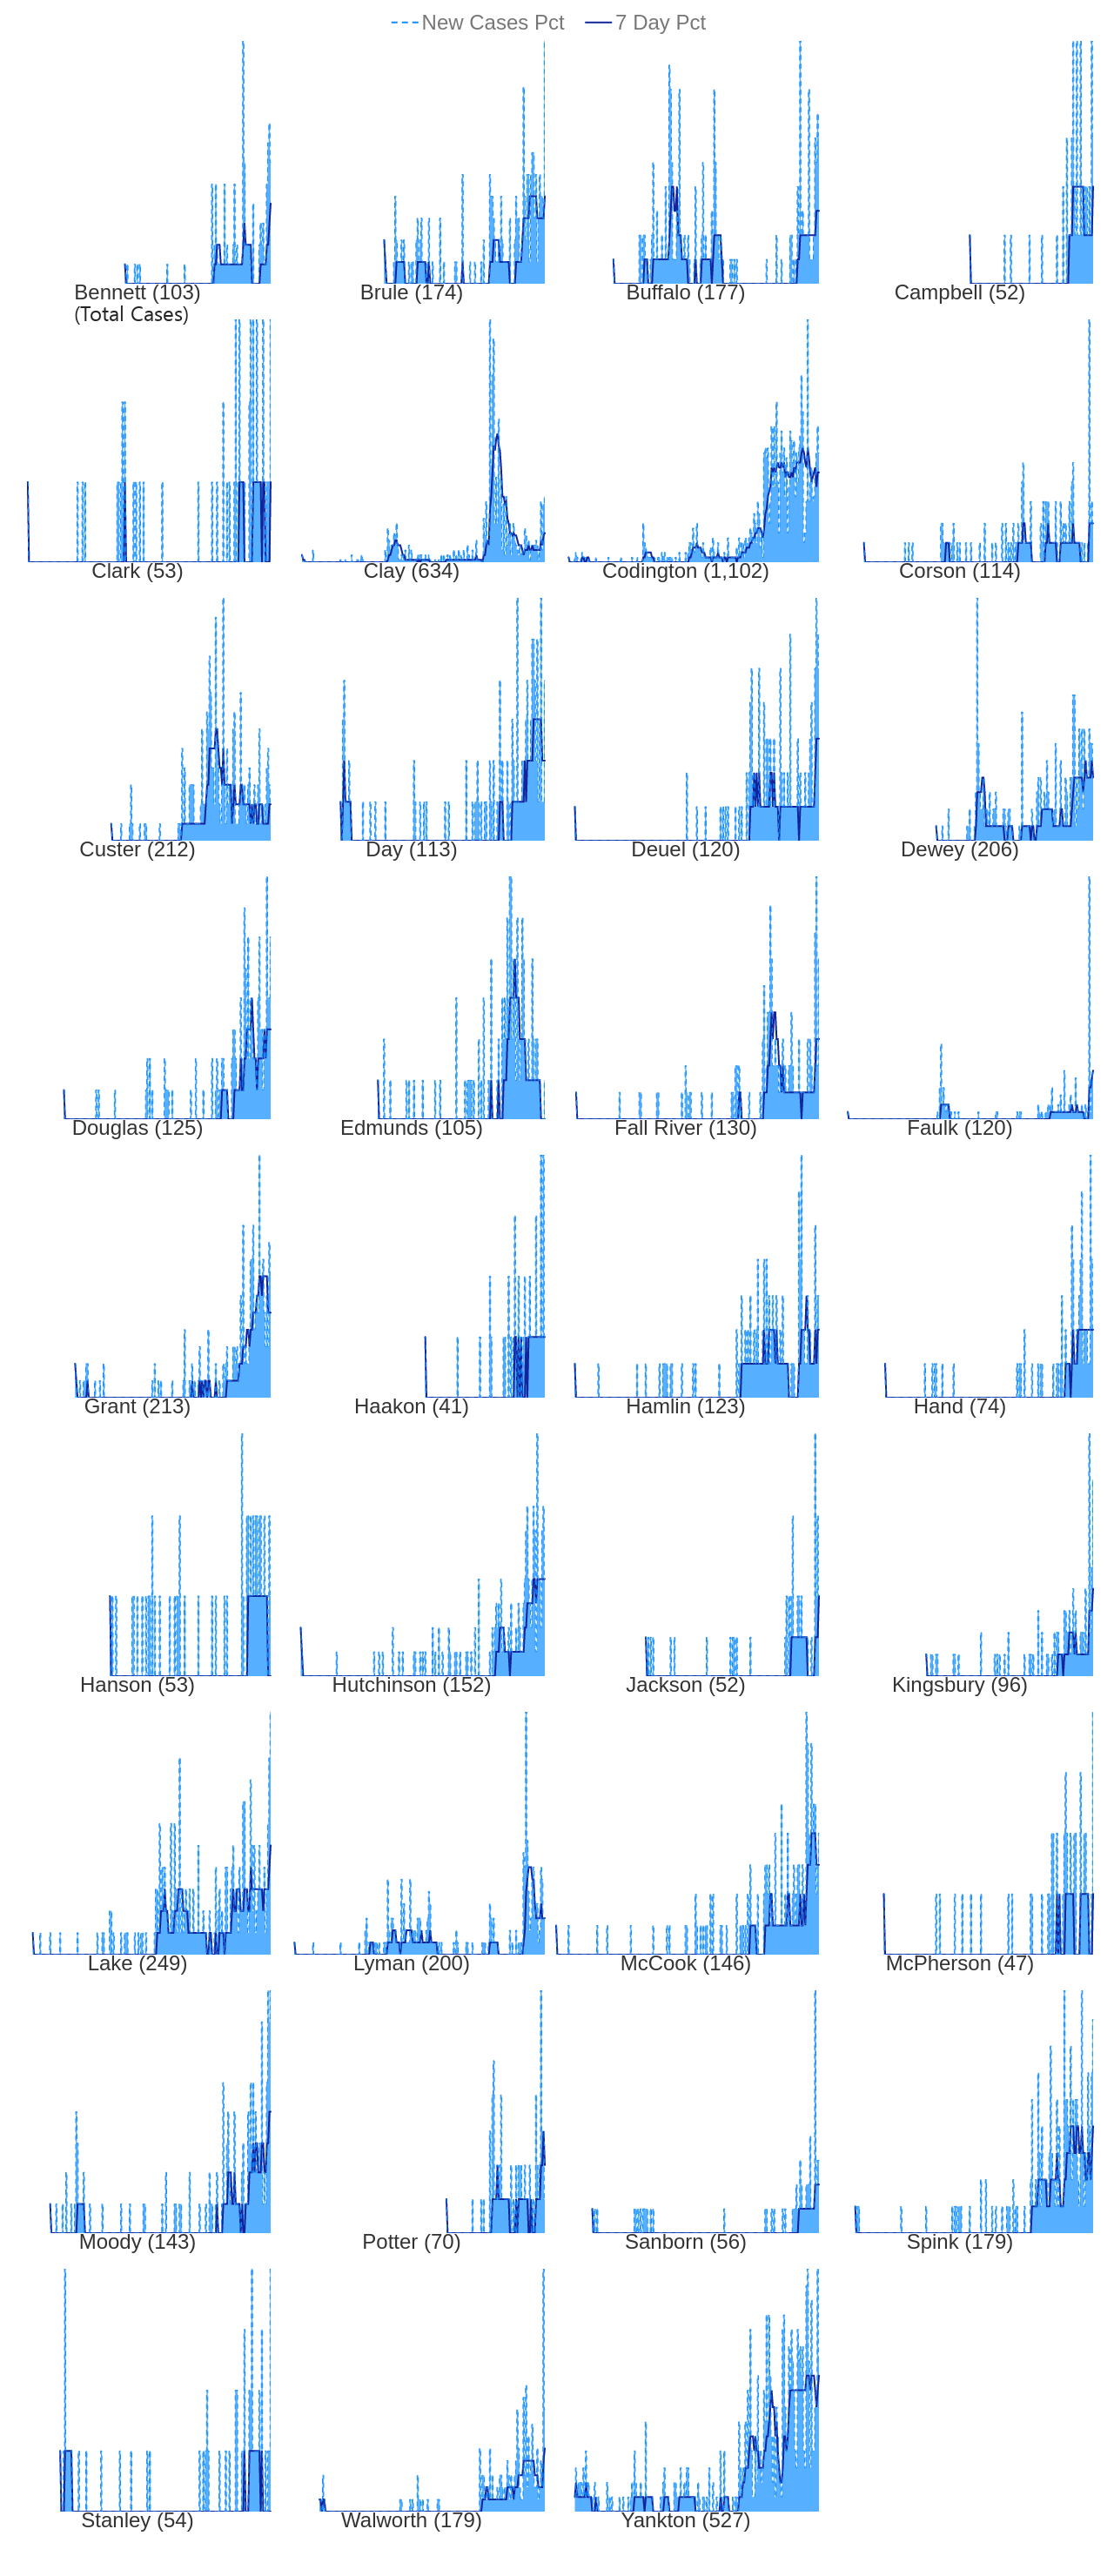 New Cases Pct 7 Day Pct
Bennett (103) Brule (174) Buffalo (177) Campbell (52)
(Total Cases)
Clark (53) Clay (634) Codington (1,102) Corson (114)
Custer (212) Day (113) Deuel (120) Dewey (206)
Douglas (125) Edmunds (105) Fall River (130) Faulk (120)
Grant (213) Haakon (41) Hamlin (123) Hand (74)
Hanson (53) Hutchinson (152) Jackson (52) Kingsbury (96)
Lake (249) Lyman (200) McCook (146) McPherson (47)
Moody (143) Potter (70) Sanborn (56) Spink (179)
Stanley (54) Walworth (179) Yankton (527)